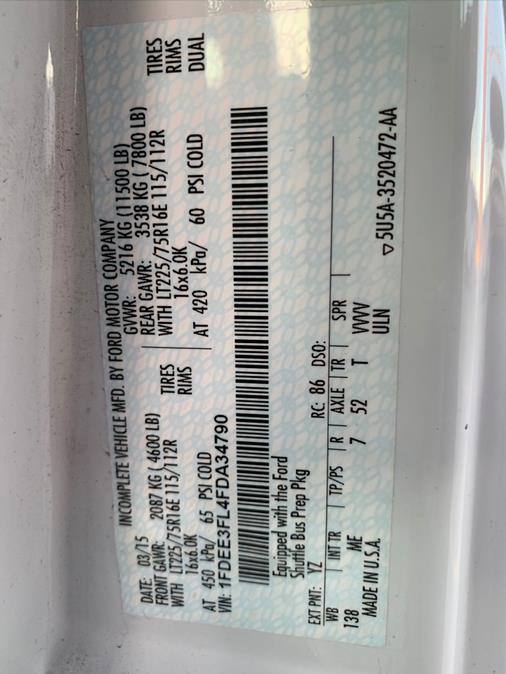 INCOMPLETE VEHICLE MFD. BY FORD MOTOR COMPANY
DATE: 03/15 GVWR: 5216 KG (11500 LB)
FRONT GAWR: 2087 KG ( 4600 LB) REAR GAWR: 3538 KG ( 7800 LB)
WITH LT225/75R16E 115/112R TIRES WITH LT225/75R16E 115/112R TIRES
16x6.0K RIMS 16x6.0K RIMS
AT 450 kPa/ 65 PSI COLD AT 420 kPa/ 60 PSI COLD DUAL
VIN: 1FDEE3FL4FDA34790
Equipped with the Ford
Shuttle Bus Prep Pkg
EXT PNT: YZ RC: 86 DSO:
WB INT TR TP/PS R AXLE TR SPR
138 ME 7 52 T VVVV
MADE IN U.S.A. ULN
▽ 5U5A-3520472-AA